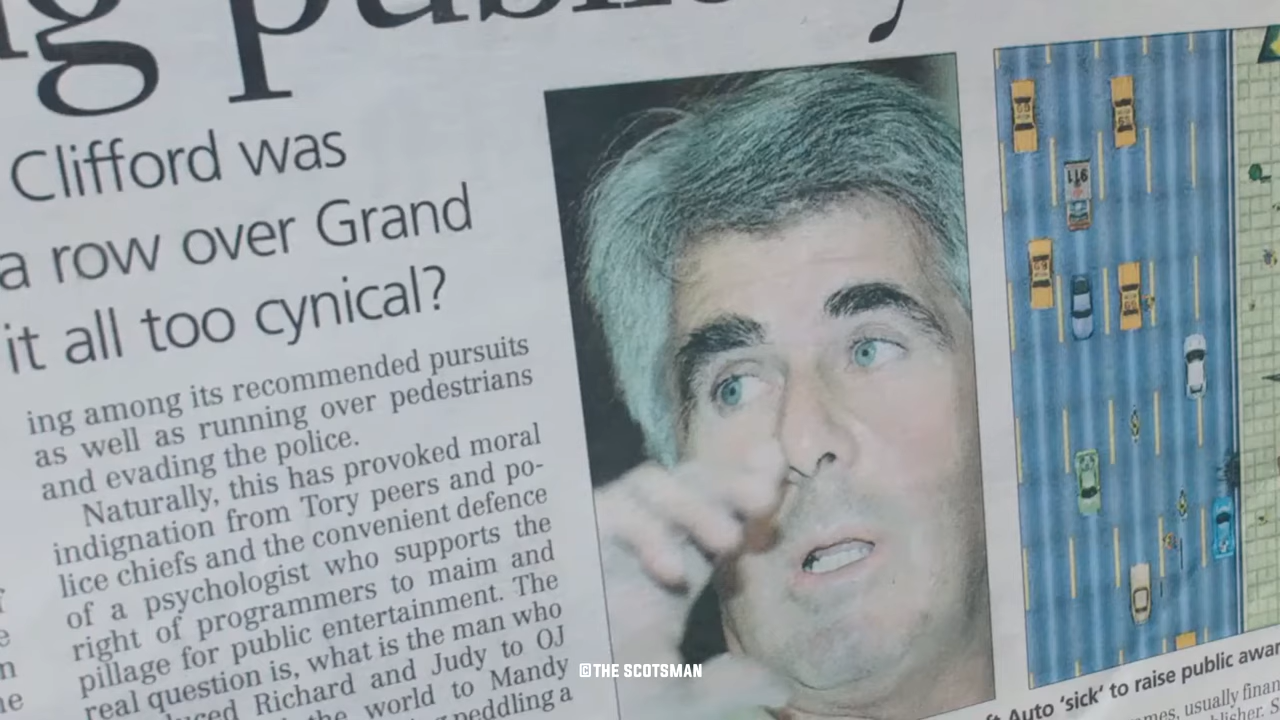 Clifford was
a row over Grand
it all too cynical?
ing among its recommended pursuits
as well as running over pedestrians
and evading the police.
Naturally, this has provoked moral
indignation from Tory peers and po-
lice chiefs and the convenient defence
of a psychologist who supports the
right of programmers to maim and
pillage for public entertainment. The
real question is, what is the man who
Richard and Judy to OJ
world to Mandy
peddling a
911
Auto 'sick' to raise public
usually
©THE SCOTSMAN